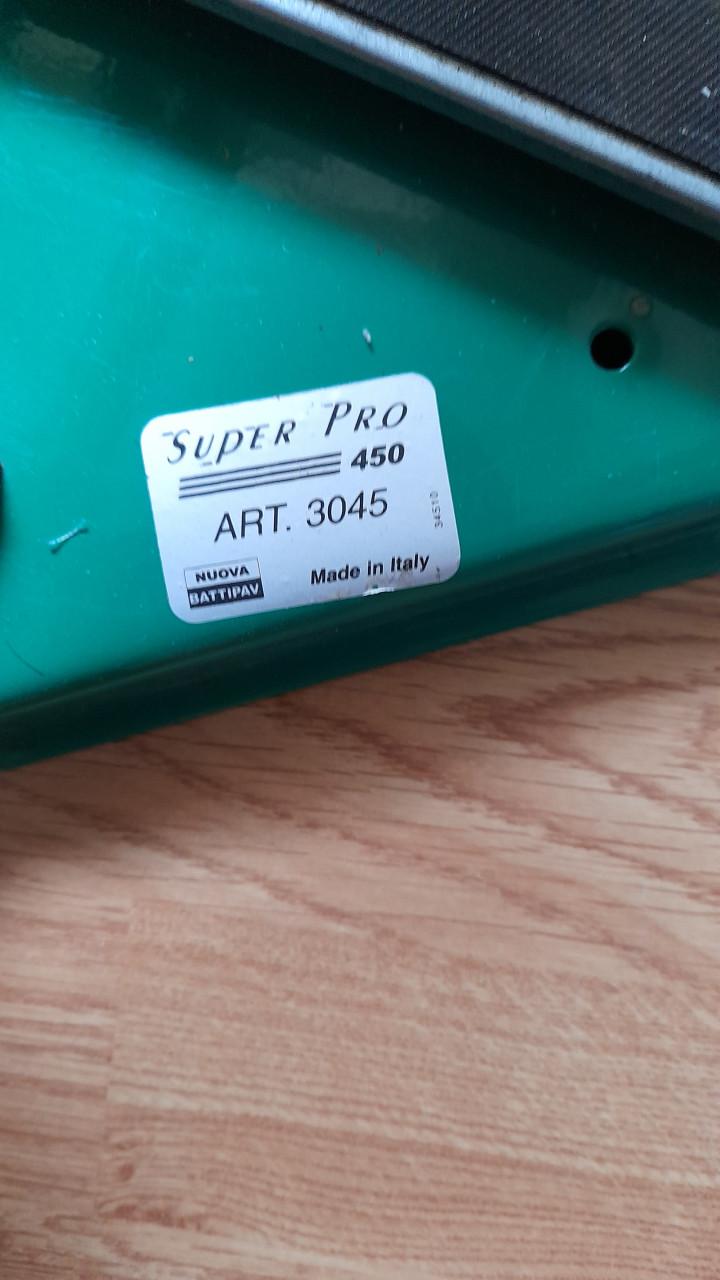 SUPER PRO
450
ART. 3045
34510
NUOVA
BATTIPAV
Made in Italy